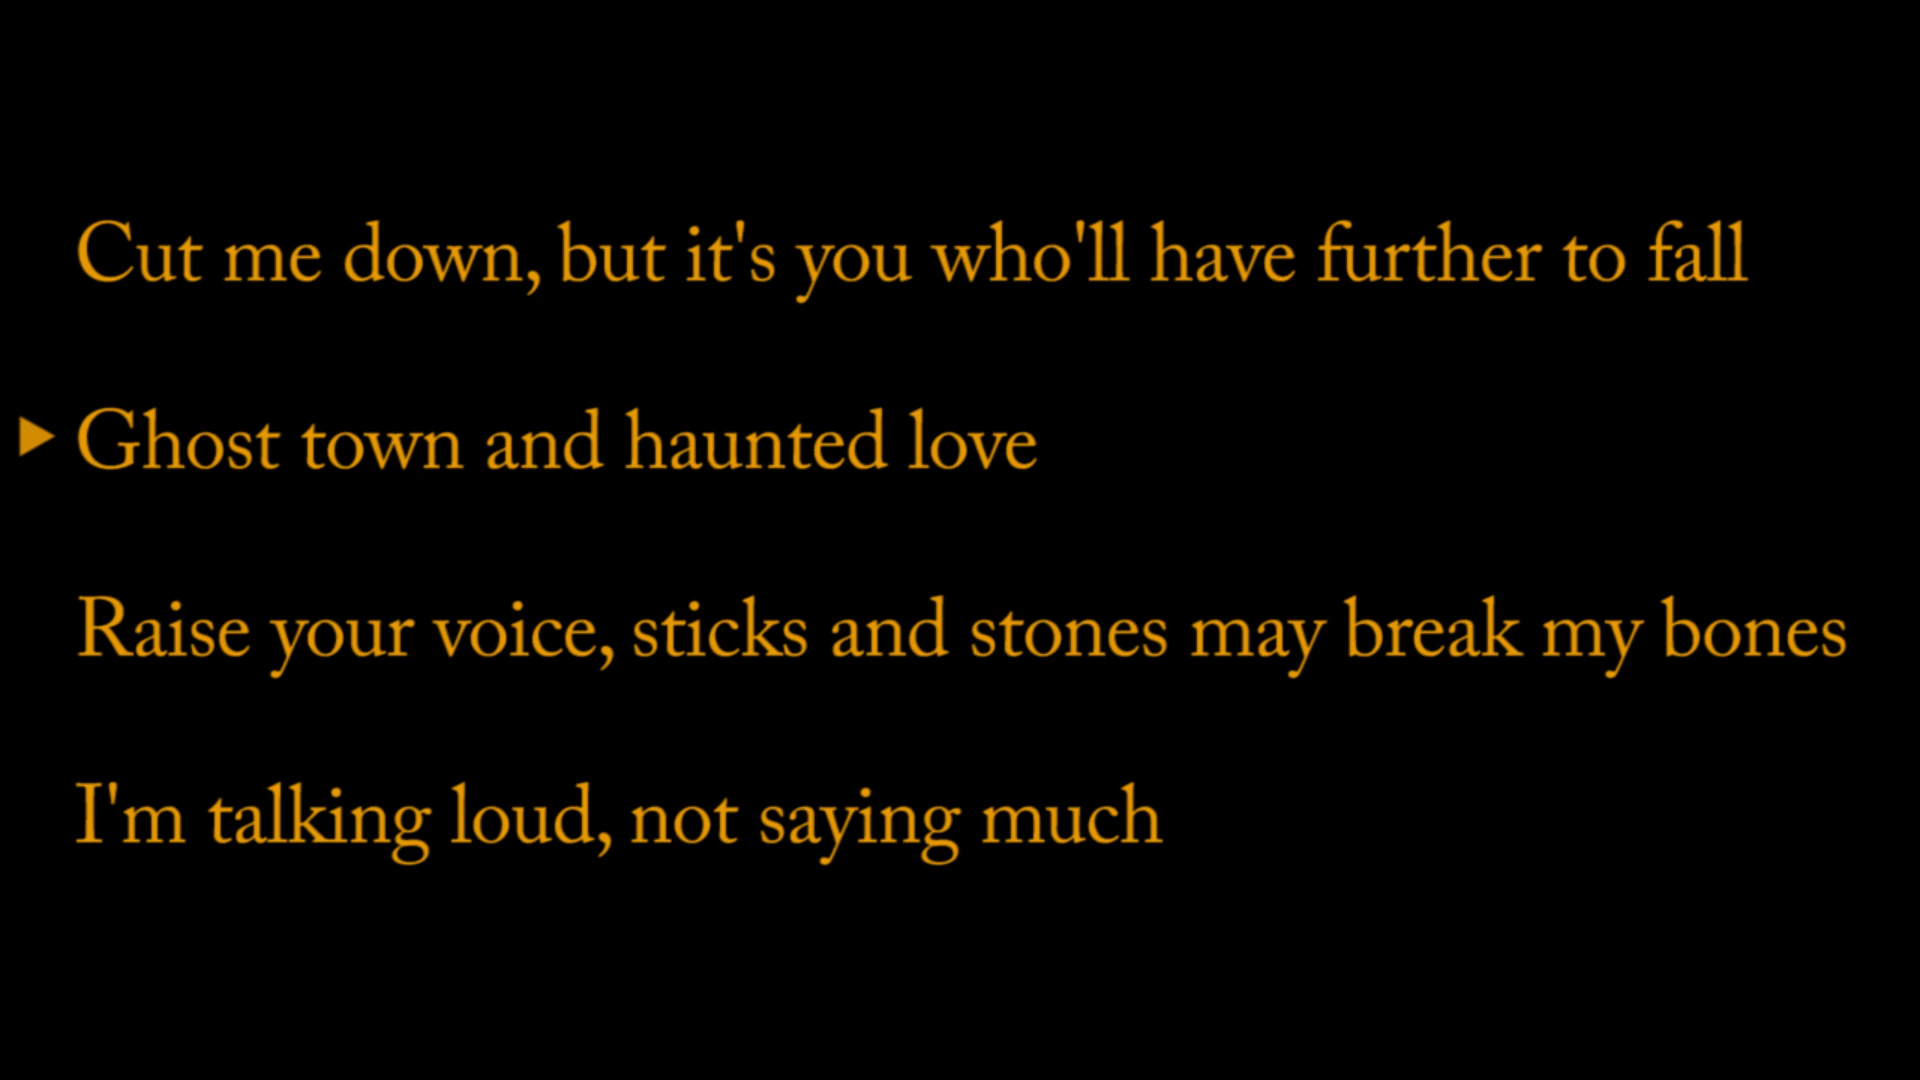 Cut me down, but it's you who'll have further to fall
Ghost town and haunted love
Raise your voice, sticks and stones may break my bones
I'm talking loud, not saying much